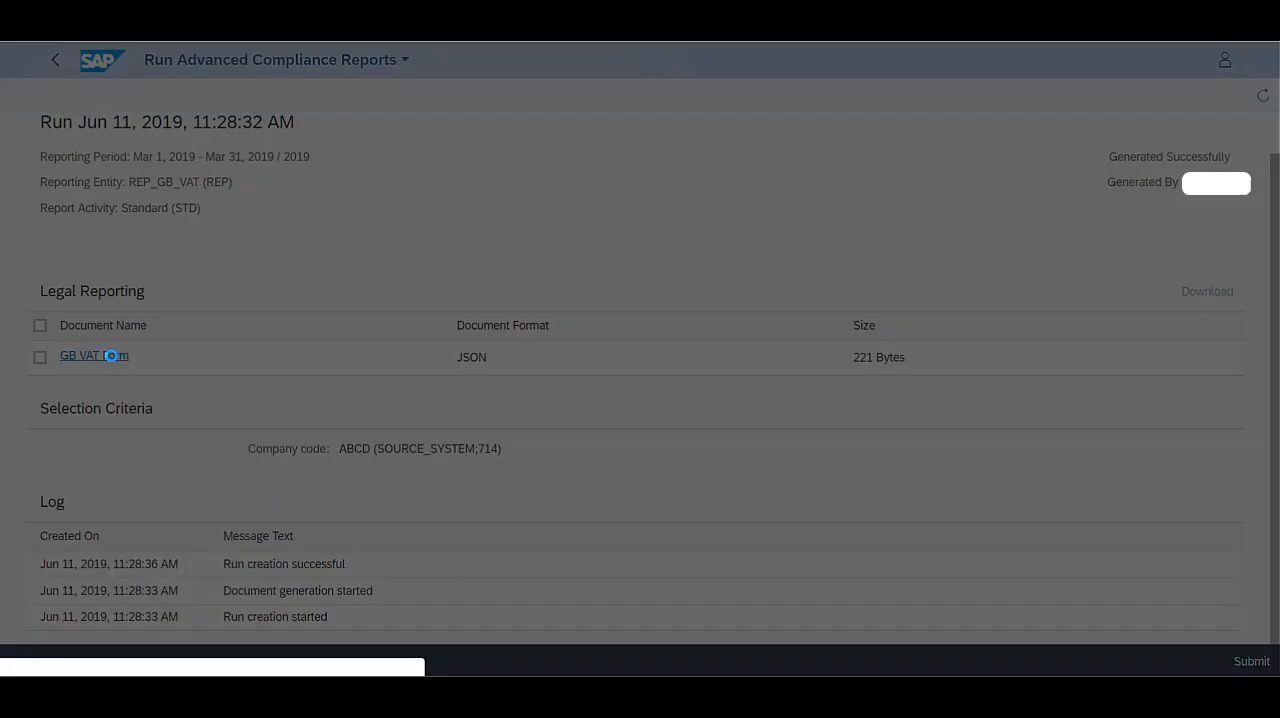 SAP Run Advanced Compliance Reports
Run Jun 11, 2019, 11:28:32 AM
Reporting Period: Mar 1, 2019 - Mar 31, 2019 / 2019
Generated Successfully
Reporting Entity: REP_GB_VAT (REP)
Generated By
Report Activity: Standard (STD)
Legal Reporting
Download
Document Name Document Format Size
GB VAT Form JSON 221 Bytes
Selection Criteria
Company code: ABCD (SOURCE_SYSTEM;714)
Log
Created On Message Text
Jun 11, 2019, 11:28:36 AM Run creation successful
Jun 11, 2019, 11:28:33 AM Document generation started
Jun 11, 2019, 11:28:33 AM Run creation started
Submit